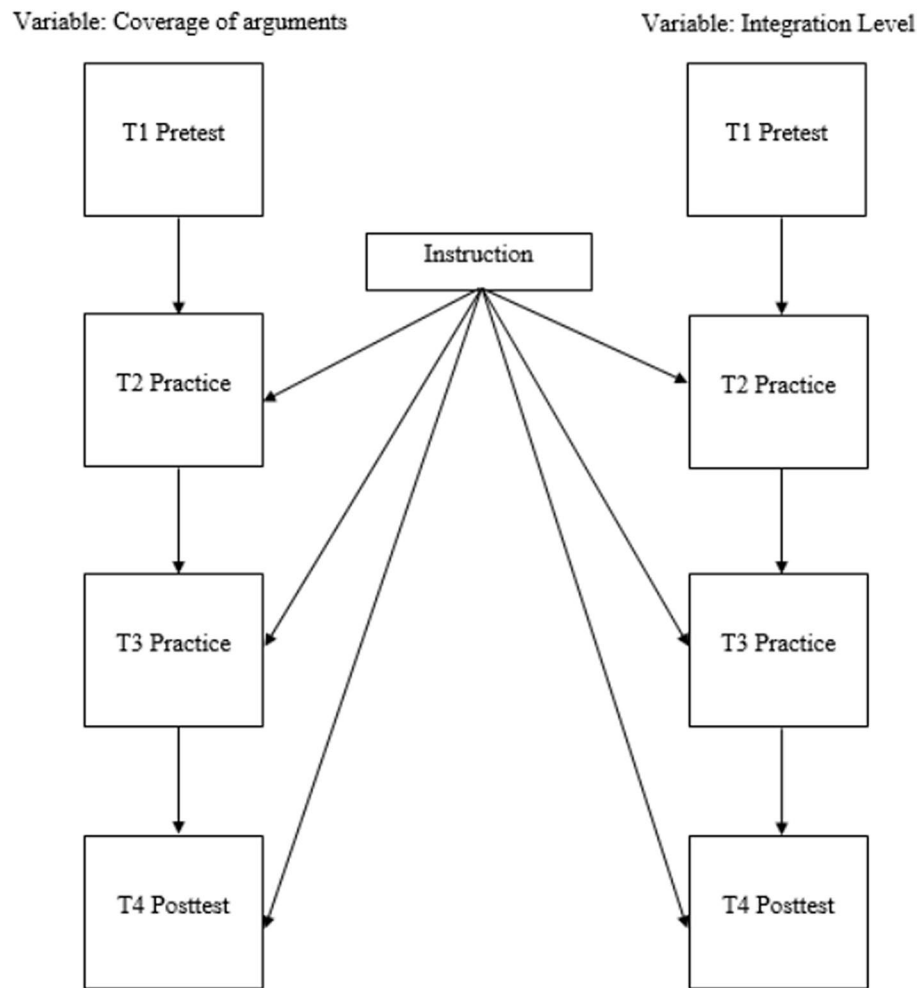 Variable: Coverage of arguments
Variable: Integration Level
T1 Pretest
T1 Pretest
Instruction
T2 Practice
T2 Practice
T3 Practice
T3 Practice
T4 Posttest
T4 Posttest